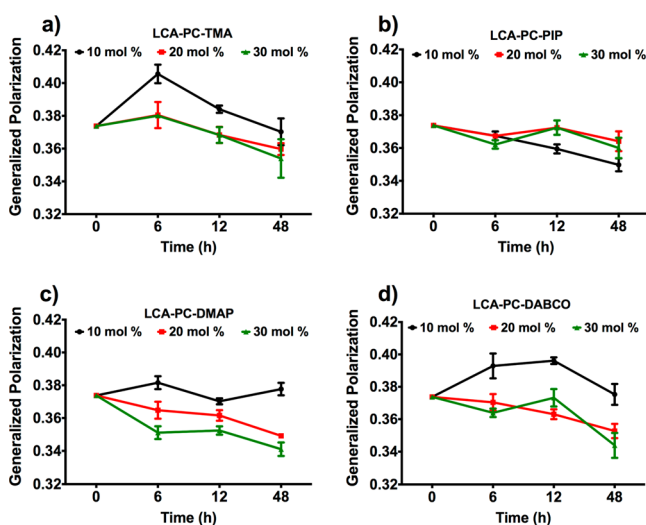 a)
LCA-PC-TMA
10 mol % 20 mol % 30 mol %
Generalized Polarization
0.42
0.40
0.38
0.36
0.34
0.32
0 6 12 48
Time (h)
b)
LCA-PC-PIP
10 mol % 20 mol % 30 mol %
Generalized Polarization
0.42
0.40
0.38
0.36
0.34
0.32
0 6 12 48
Time (h)
c)
LCA-PC-DMAP
10 mol % 20 mol % 30 mol %
Generalized Polarization
0.42
0.40
0.38
0.36
0.34
0.32
0 6 12 48
Time (h)
d)
LCA-PC-DABCO
10 mol % 20 mol % 30 mol %
Generalized Polarization
0.42
0.40
0.38
0.36
0.34
0.32
0 6 12 48
Time (h)